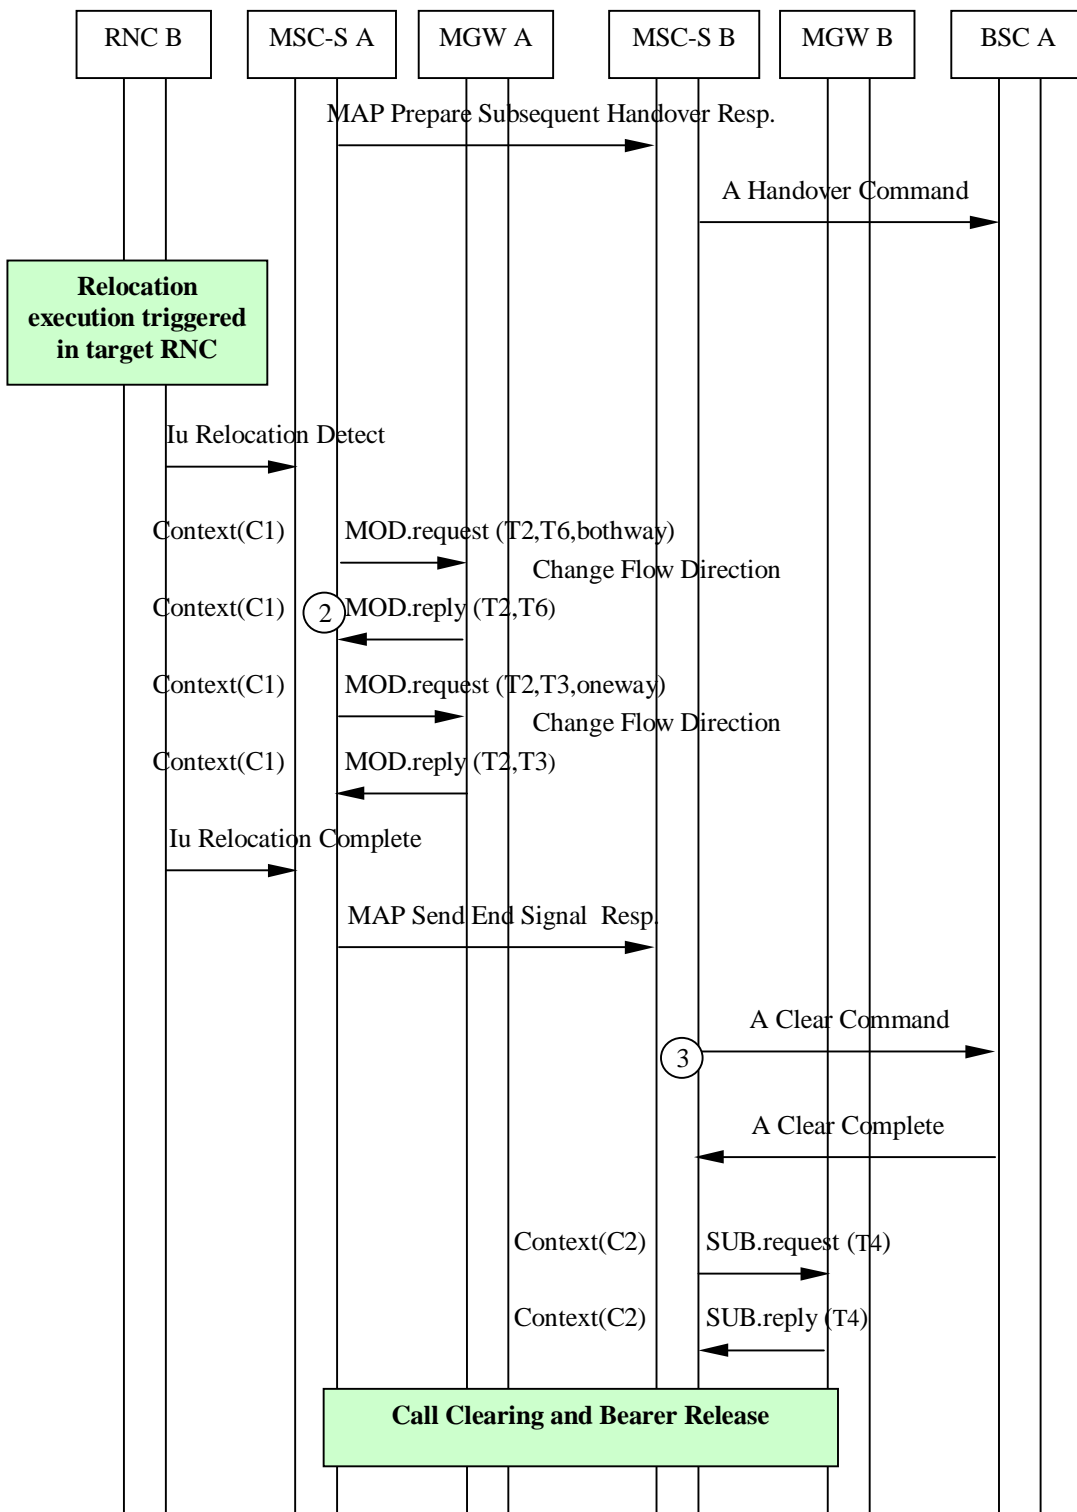 RNC B
MSC-S A
MGW A
MSC-S B
MGW B
BSC A
MAP Prepare Subsequent Handover Resp.
A Handover Command
Relocation
execution triggered
in target RNC
Iu Relocation Detect
Context(C1)
MOD.request (T2,T6,bothway)
Change Flow Direction
Context(C1)
2
MOD.reply (T2,T6)
Context(C1)
MOD.request (T2,T3,oneway)
Change Flow Direction
Context(C1)
MOD.reply (T2,T3)
Iu Relocation Complete
MAP Send End Signal Resp.
A Clear Command
3
A Clear Complete
Context(C2)
SUB.request (T4)
Context(C2)
SUB.reply (T4)
Call Clearing and Bearer Release